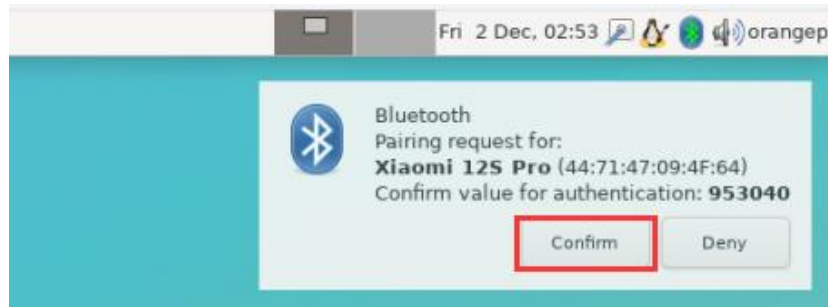 Fri 2 Dec, 02:53 orangep
Bluetooth
Pairing request for:
Xiaomi 12S Pro (44:71:47:09:4F:64)
Confirm value for authentication: 953040
Confirm Deny